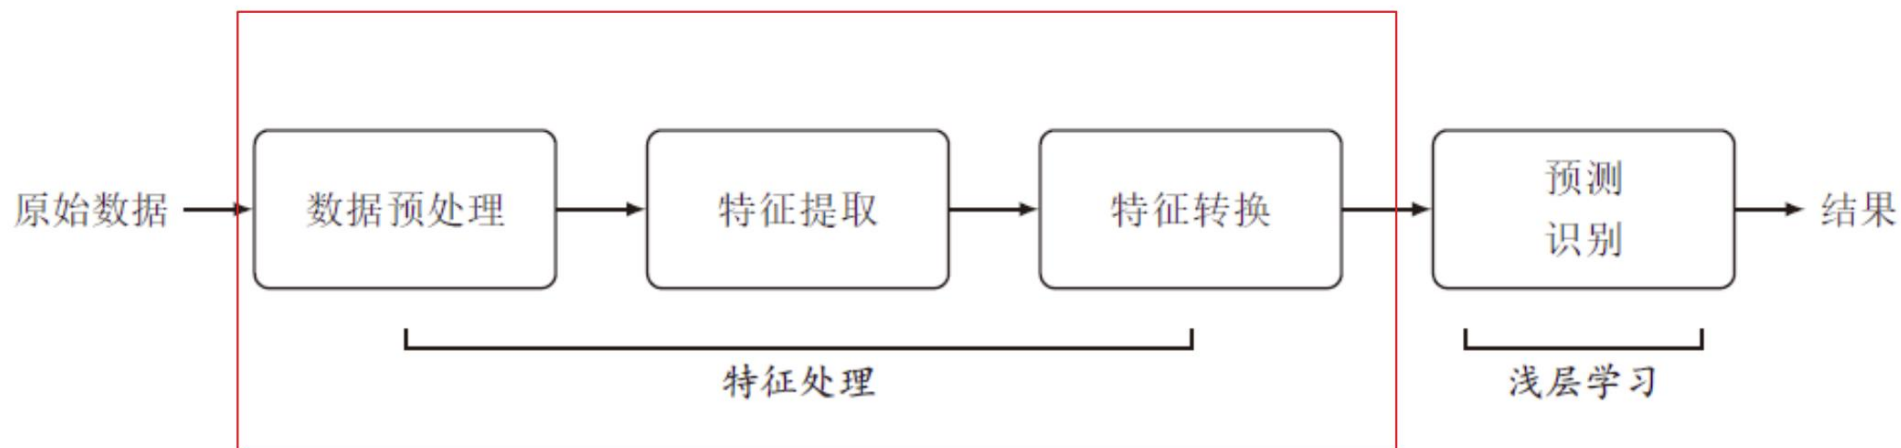 原始数据
数据预处理
特征提取
特征转换
预测
识别
结果
特征处理
浅层学习